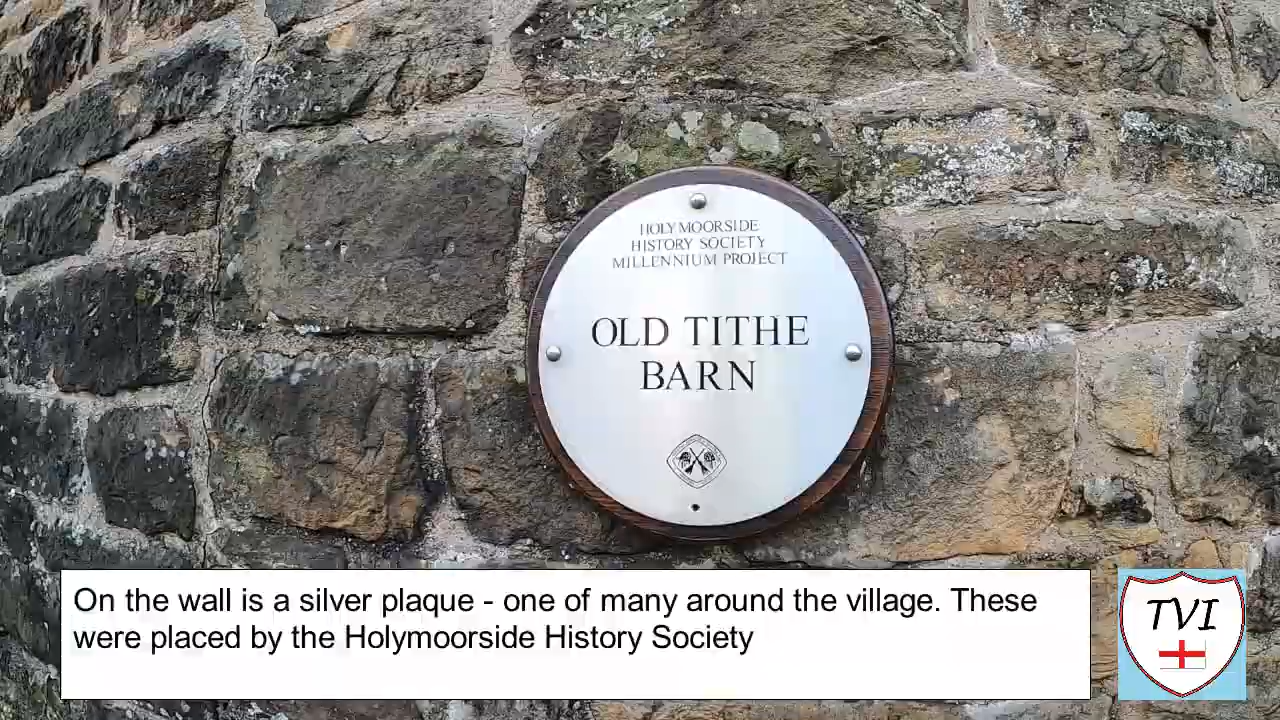 HOLYMOORSIDE
HISTORY SOCIETY
MILLENNIUM PROJECT
OLD TITHE
BARN
On the wall is a silver plaque - one of many around the village. These
were placed by the Holymoorside History Society
TVI